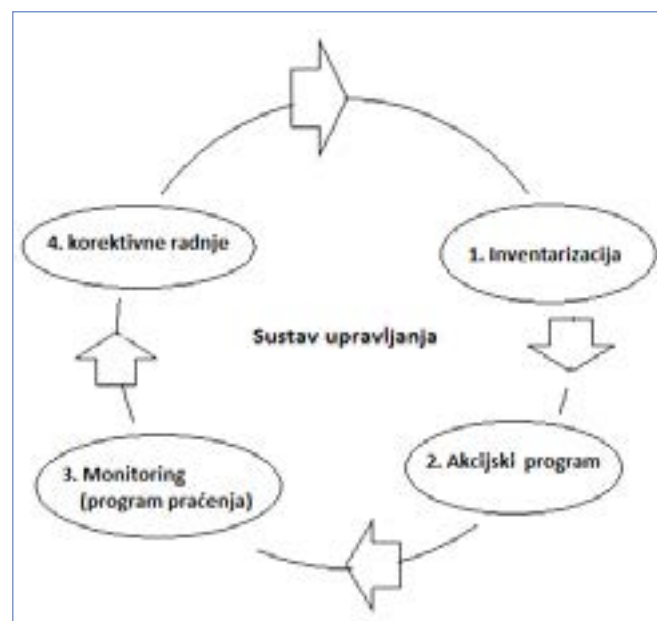 4. korektivne radnje
1. Inventarizacija
Sustav upravljanja
2. Akcijski program
3. Monitoring
(program praćenja)